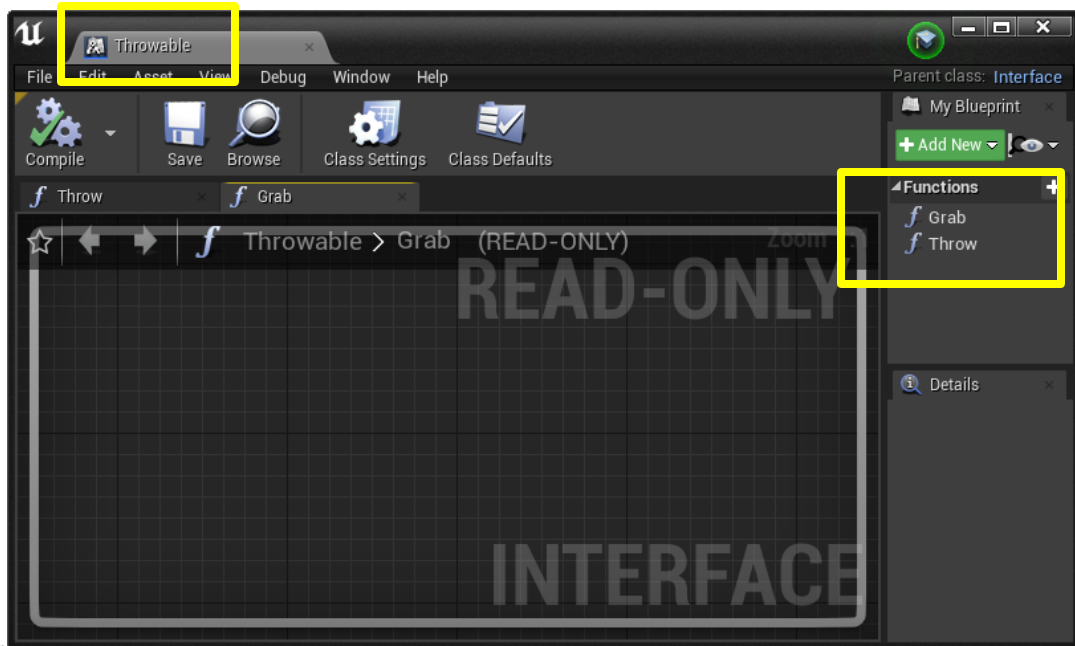 Throwable
File Edit Asset View Debug Window Help
Parent class: Interface
Compile
Save
Browse
Class Settings
Class Defaults
My Blueprint
+ Add New
Throw
Grab
Functions +
f Grab
f Throw
Throwable > Grab (READ-ONLY)
Zoom
READ-ONLY
Details
INTERFACE